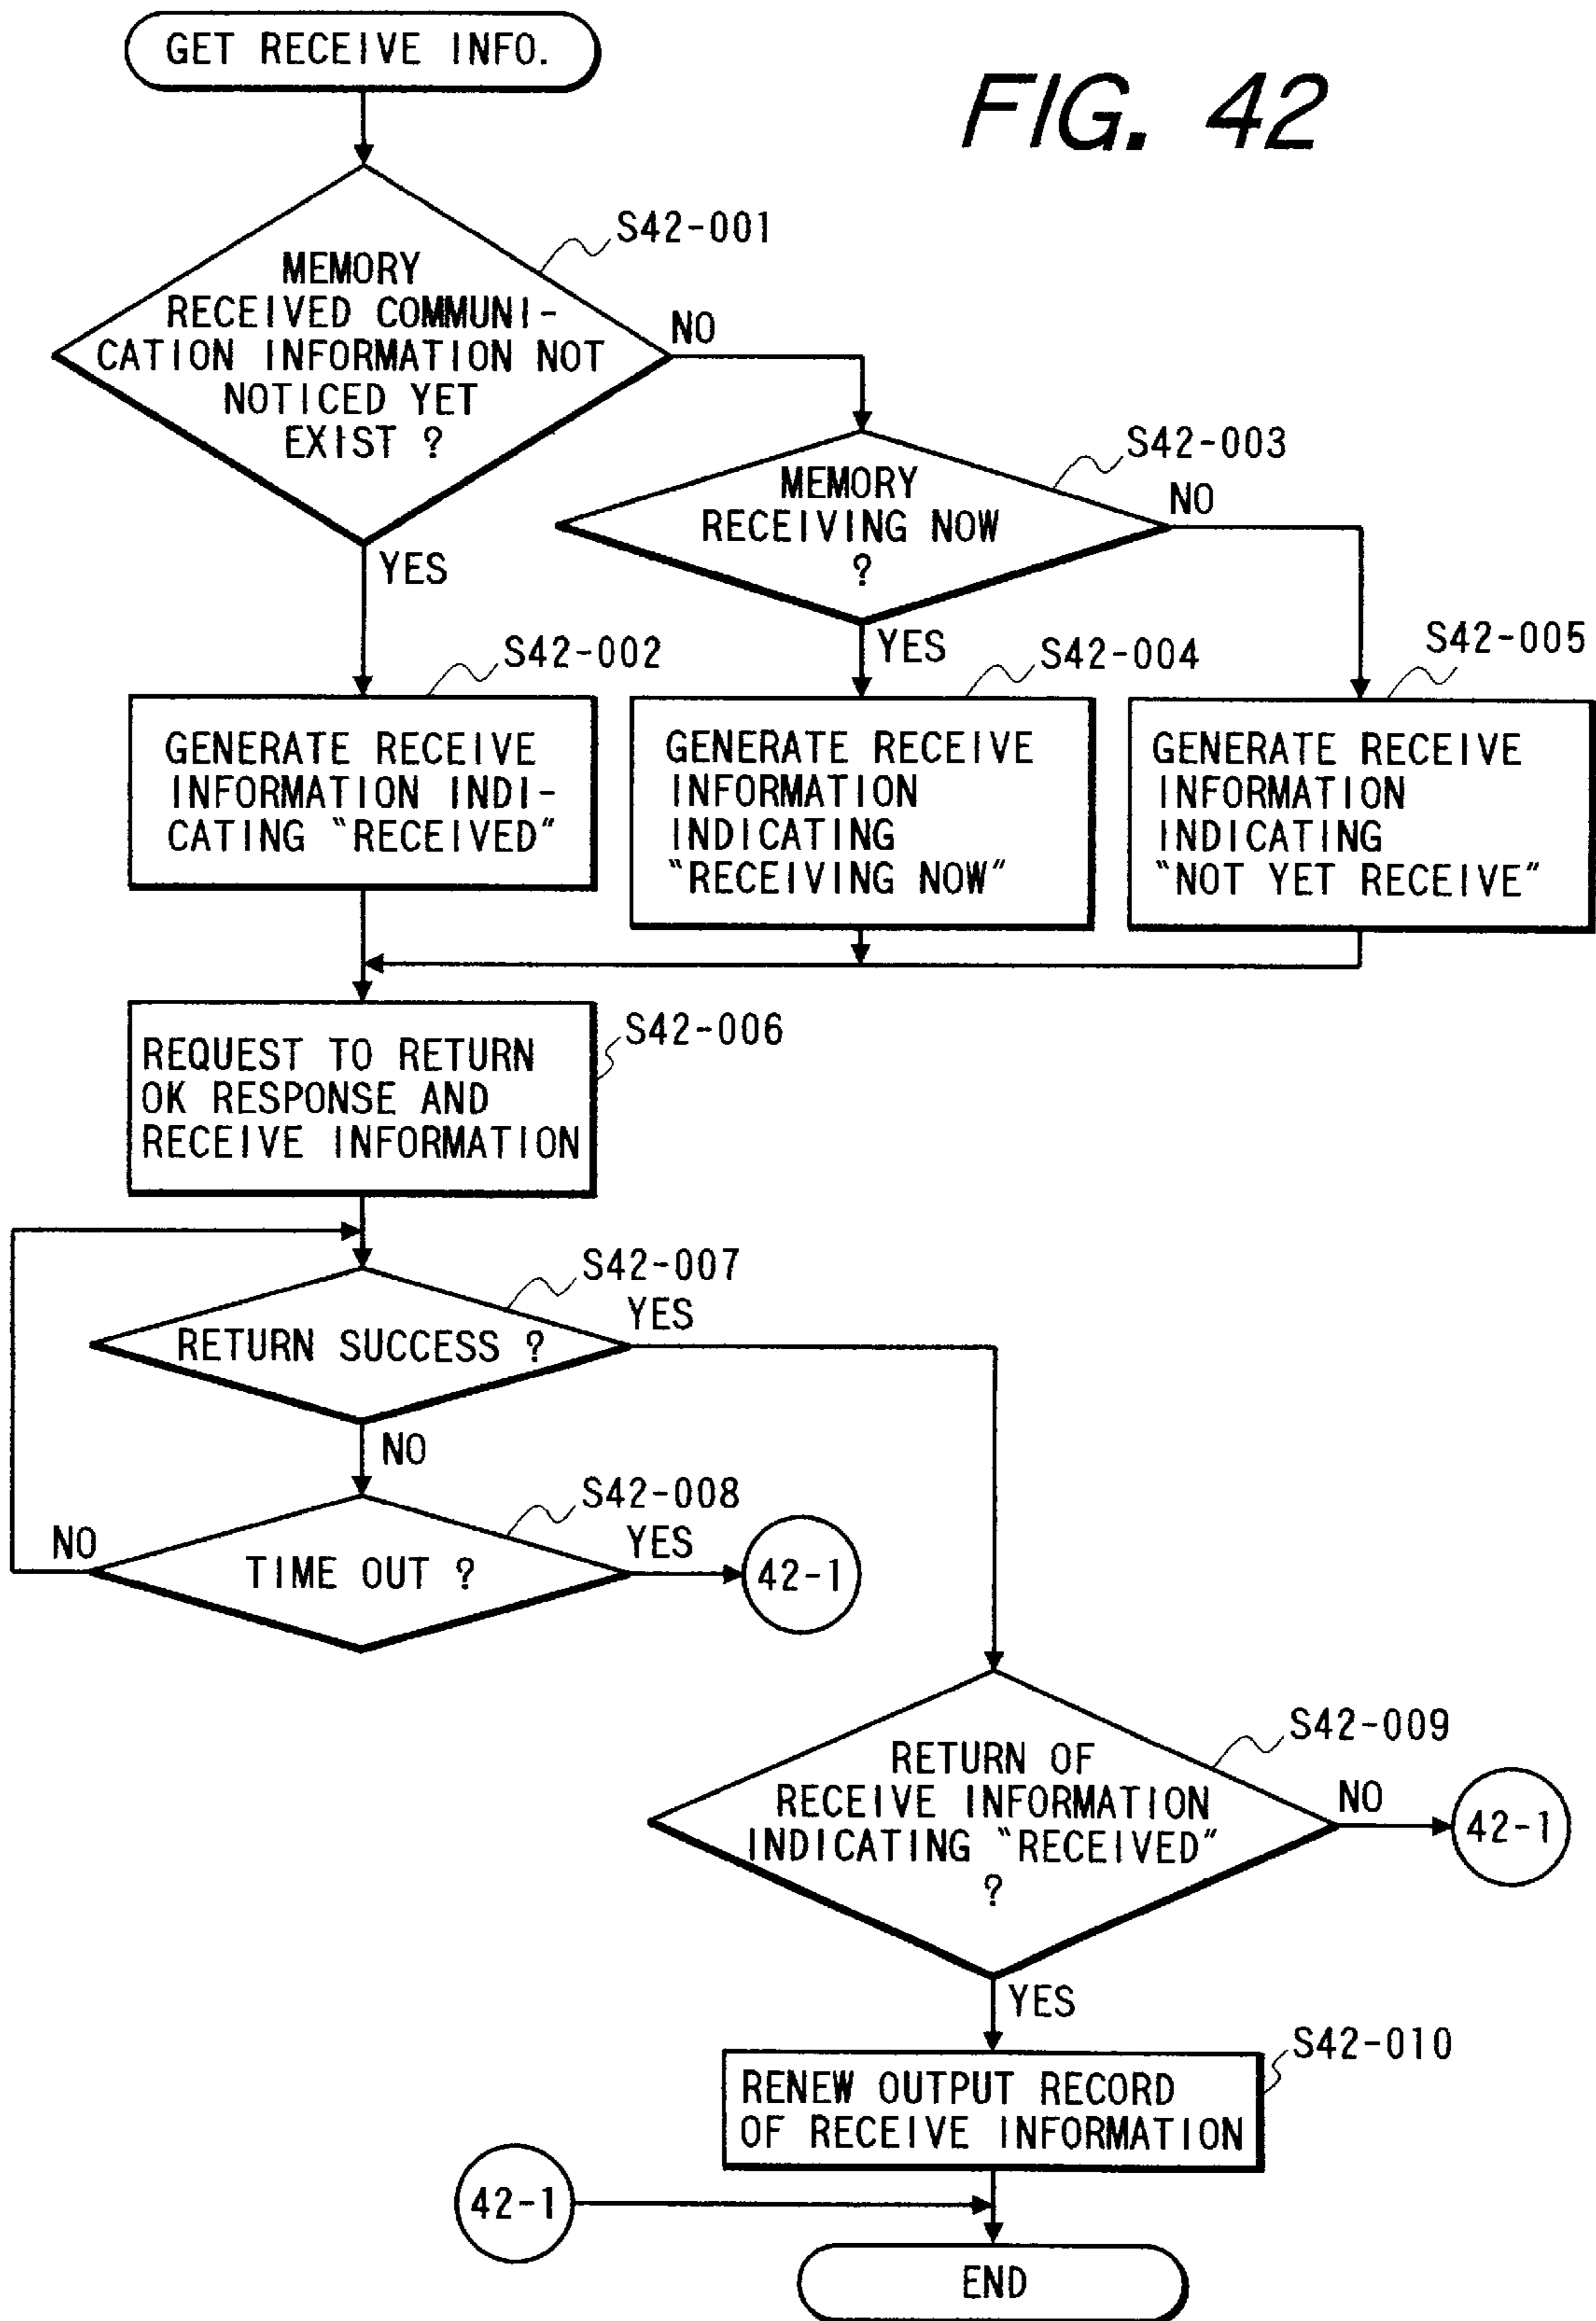 GET RECEIVE INFO.
FIG. 42
S42-001
MEMORY
RECEIVED COMMUNI-
CATION INFORMATION NOT
NOTICED YET
EXIST ?
NO
YES
S42-003
MEMORY
RECEIVING NOW
?
NO
YES
S42-002
GENERATE RECEIVE
INFORMATION INDI-
CATING "RECEIVED"
S42-004
GENERATE RECEIVE
INFORMATION
INDICATING
"RECEIVING NOW"
S42-005
GENERATE RECEIVE
INFORMATION
INDICATING
"NOT YET RECEIVE"
S42-006
REQUEST TO RETURN
OK RESPONSE AND
RECEIVE INFORMATION
S42-007
RETURN SUCCESS ?
YES
NO
S42-008
TIME OUT ?
NO
YES
42-1
S42-009
RETURN OF
RECEIVE INFORMATION
INDICATING "RECEIVED"
?
NO
42-1
YES
S42-010
RENEW OUTPUT RECORD
OF RECEIVE INFORMATION
42-1
END